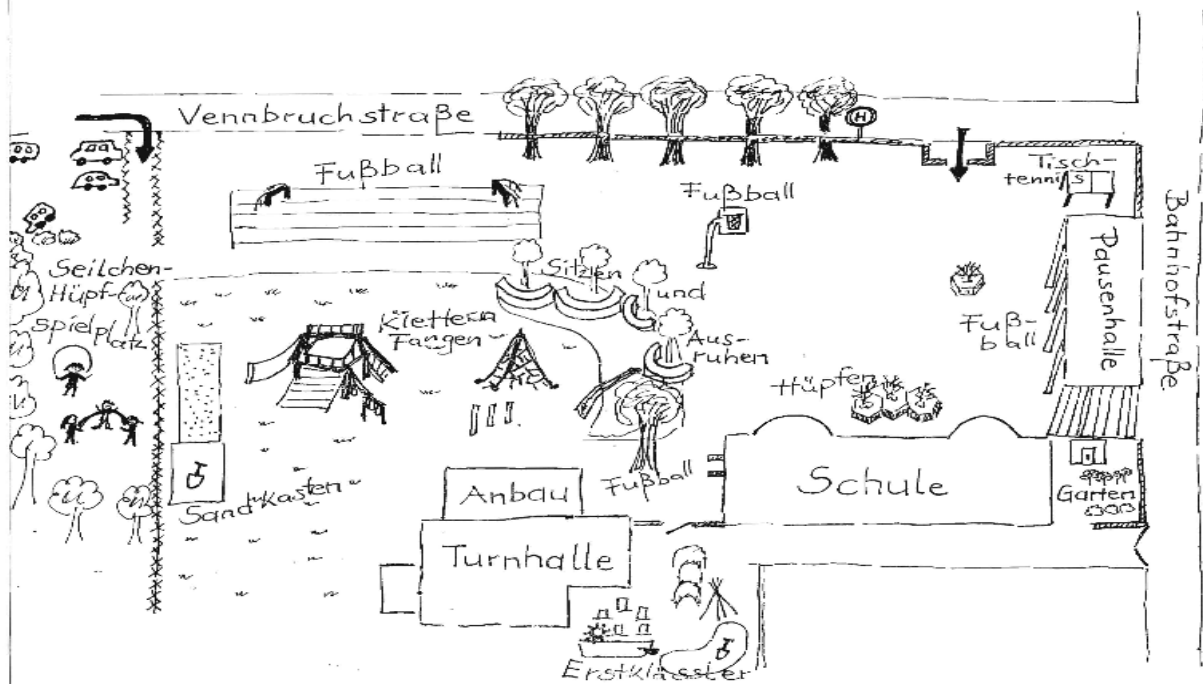 Vennbruchstraße
H
Fußball
Fußball
Tisch-
tennis
Bahnhofstraße
Pausenhalle
Seilchen-
Hüpf-
spielplatz
Sitzen
und
Aus-
ruhen
Klettern
Fangen
Fuß-
ball
Hüpfen
Sandkasten
Anbau
Fußball
Schule
Garten
Turnhalle
Erstklässler